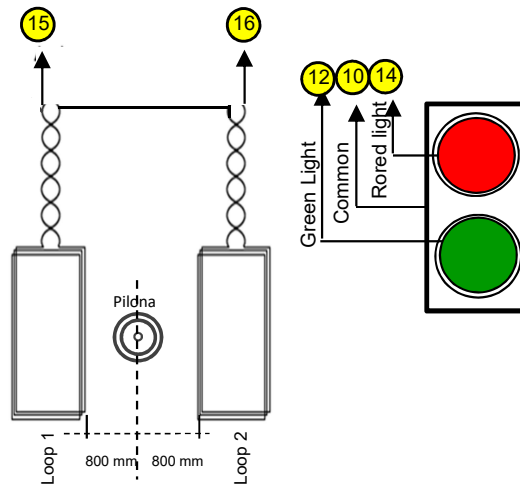 15
16
12
10
14
Green Light
Common
Rored light
Pilona
Loop 1
800 mm
800 mm
Loop 2